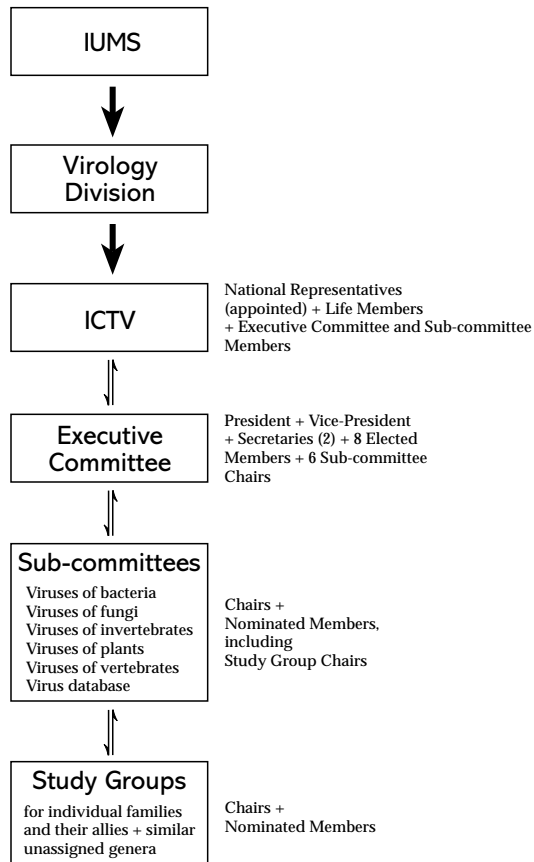 IUMS
Virology
Division
ICTV
National Representatives
(appointed) + Life Members
+ Executive Committee and Sub-committee
Members
Executive
Committee
President + Vice-President
+ Secretaries (2) + 8 Elected
Members + 6 Sub-committee
Chairs
Sub-committees
Viruses of bacteria
Viruses of fungi
Viruses of invertebrates
Viruses of plants
Viruses of vertebrates
Virus database
Chairs +
Nominated Members,
including
Study Group Chairs
Study Groups
for individual families
and their allies + similar
unassigned genera
Chairs +
Nominated Members